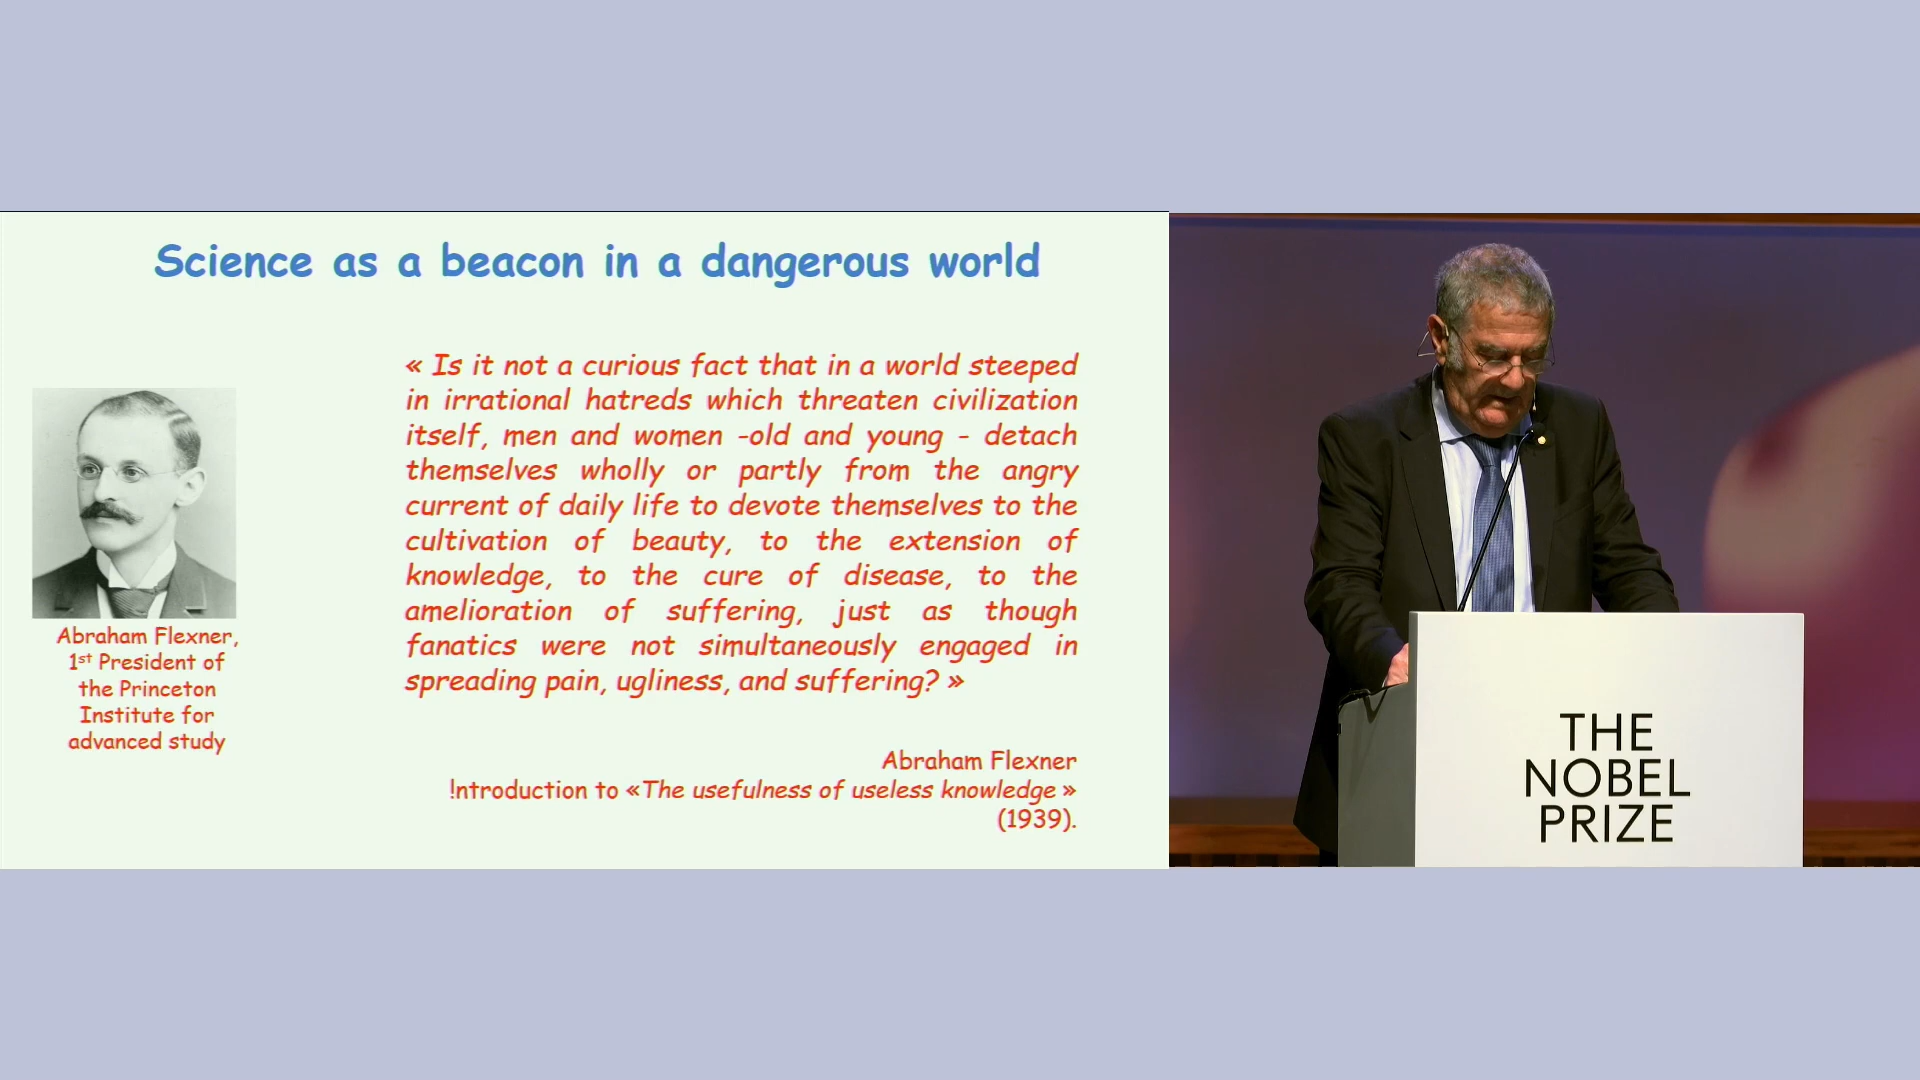 Science as a beacon in a dangerous world
« Is it not a curious fact that in a world steeped
in irrational hatreds which threaten civilization
itself, men and women -old and young - detach
themselves wholly or partly from the angry
current of daily life to devote themselves to the
cultivation of beauty, to the extension of
knowledge, to the cure of disease, to the
amelioration of suffering, just as though
fanatics were not simultaneously engaged in
spreading pain, ugliness, and suffering? »
Abraham Flexner,
1st President of
the Princeton
Institute for
advanced study
Abraham Flexner
!ntroduction to «The usefulness of useless knowledge »
(1939).
THE
NOBEL
PRIZE